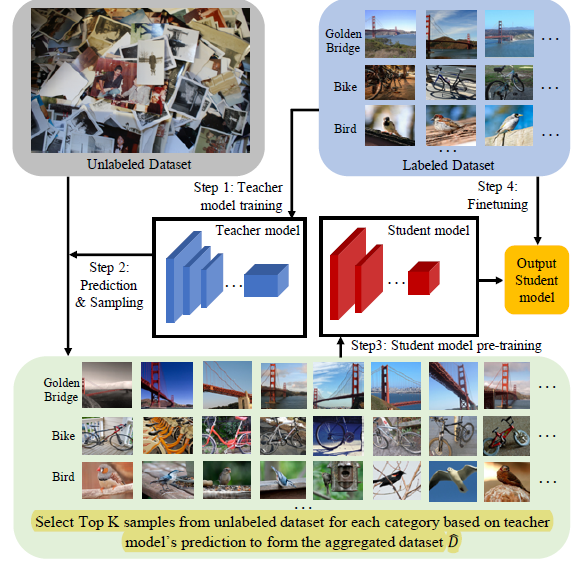 Golden
Bridge
...
Bike
...
Bird
...
...
Unlabeled Dataset
Labeled Dataset
Step 1: Teacher
model training
Step 4:
Finetuning
Teacher model
Student model
...
...
Step 2:
Prediction
& Sampling
Output
Student
model
Step3: Student model pre-training
Golden
Bridge
...
Bike
...
Bird
...
...
Select Top K samples from unlabeled dataset for each category based on teacher
model's prediction to form the aggregated dataset D̂